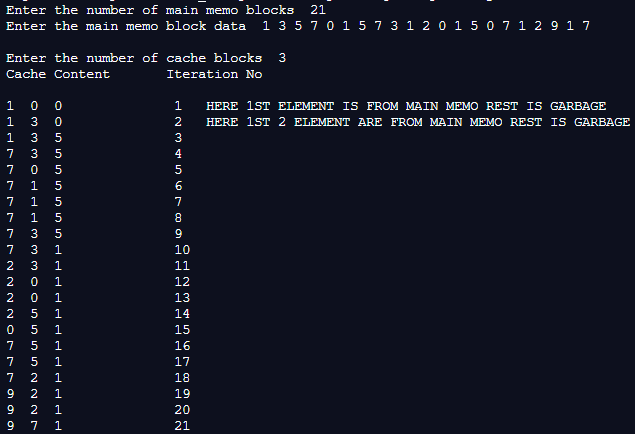 Enter the number of main memo blocks 21
Enter the main memo block data 1 3 5 7 0 1 5 7 3 1 2 0 1 5 0 7 1 2 9 1 7
Enter the number of cache blocks 3
Cache Content Iteration No
1 0 0 1 HERE 1ST ELEMENT IS FROM MAIN MEMO REST IS GARBAGE
1 3 0 2 HERE 1ST 2 ELEMENT ARE FROM MAIN MEMO REST IS GARBAGE
1 3 5 3
7 3 5 4
7 0 5 5
7 1 5 6
7 1 5 7
7 1 5 8
7 3 5 9
7 3 1 10
2 3 1 11
2 0 1 12
2 0 1 13
2 5 1 14
0 5 1 15
7 5 1 16
7 5 1 17
7 2 1 18
9 2 1 19
9 2 1 20
9 7 1 21